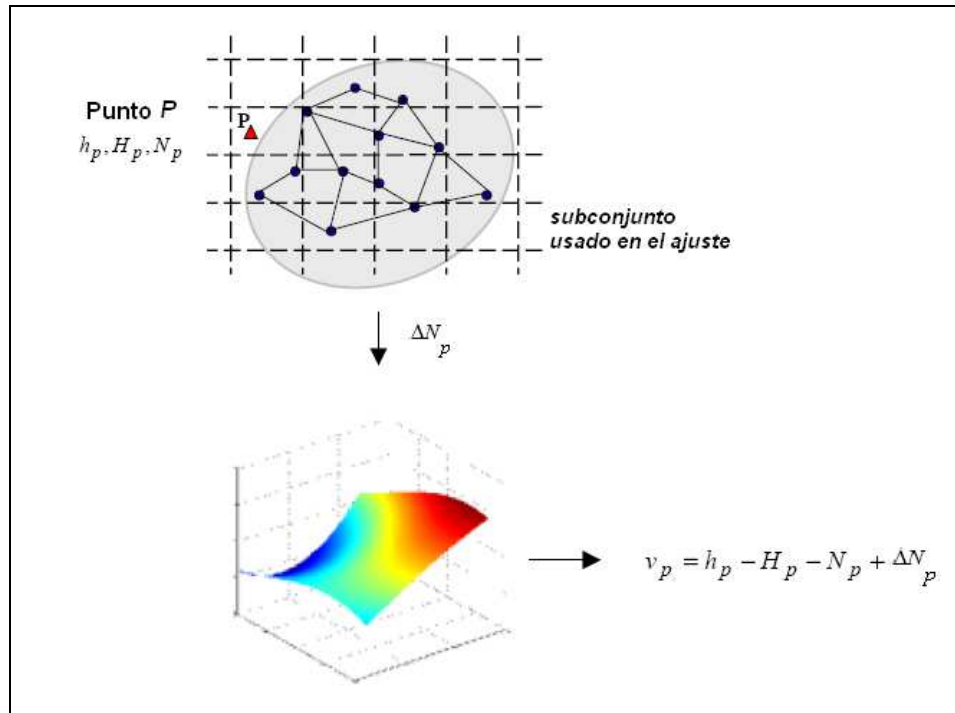 Punto P
h_p, H_p, N_p
P
subconjunto
usado en el ajuste
ΔN_p
v_p = h_p − H_p − N_p + ΔN_p